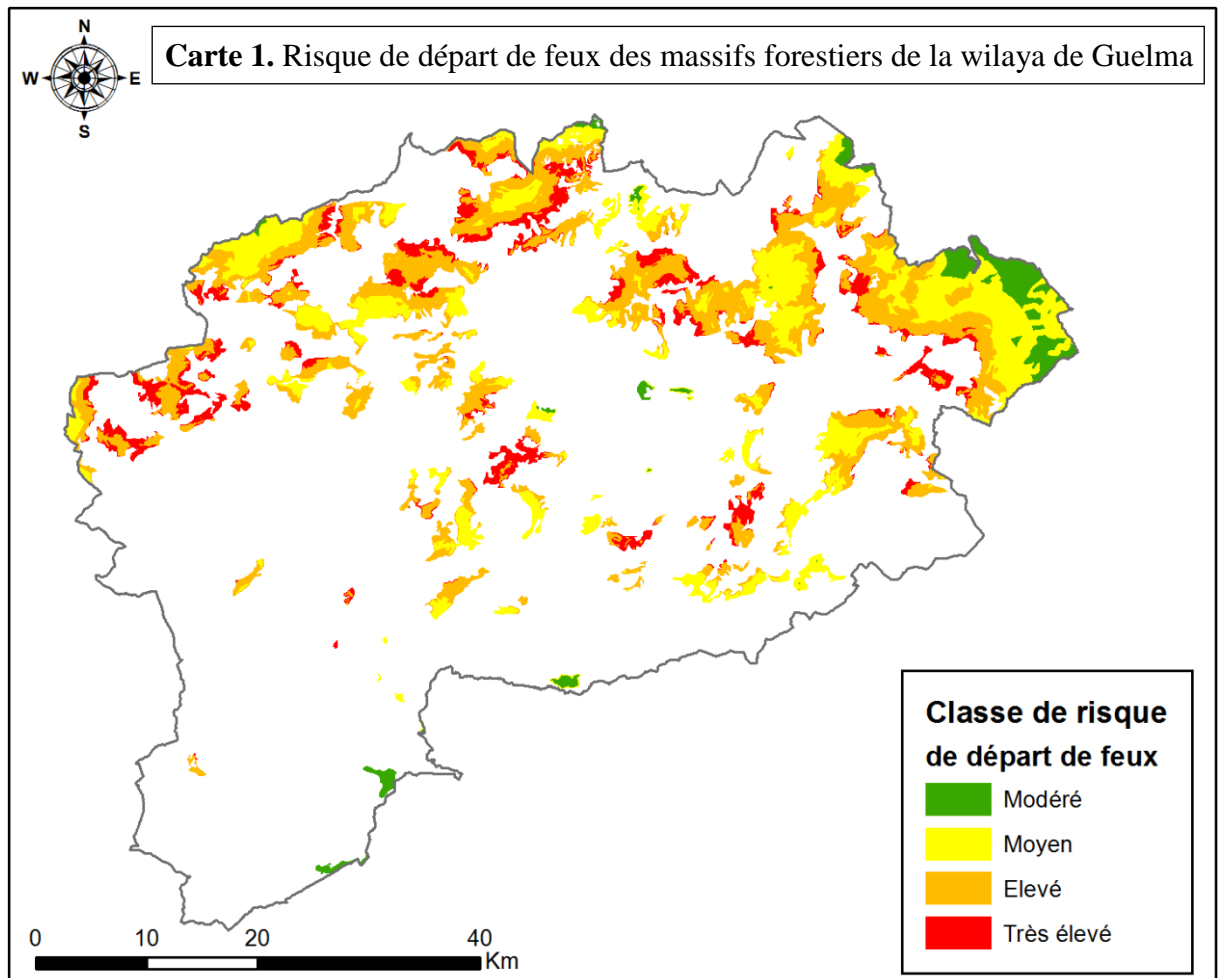 N
W E
S
Carte 1. Risque de départ de feux des massifs forestiers de la wilaya de Guelma
Classe de risque
de départ de feux
Modéré
Moyen
Elevé
Très élevé
0 10 20 40
Km